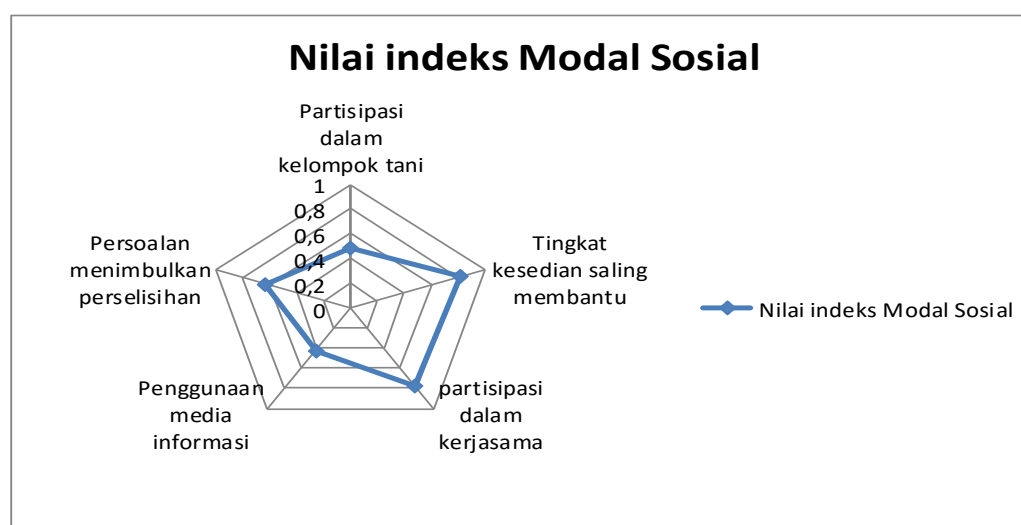 Nilai indeks Modal Sosial
Partisipasi
dalam
kelompok tani
1
0,8
0,6
0,4
0,2
0
Tingkat
kesedian saling
membantu
partisipasi
dalam
kerjasama
Penggunaan
media
informasi
Persoalan
menimbulkan
perselisihan
Nilai indeks Modal Sosial